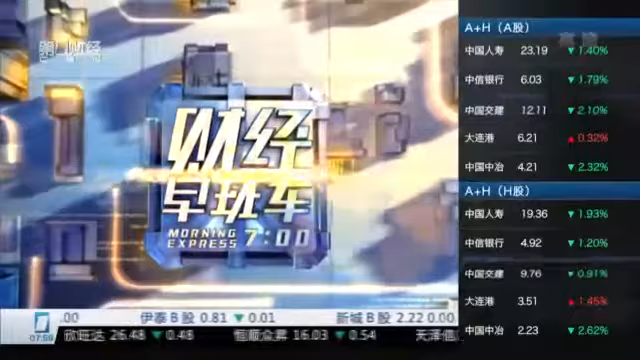 第一财经
财经
早班车
MORNING
EXPRESS 7:00
A+H（A股）
中国人寿 23.19 ▼1.40%
中信银行 6.03 ▼1.79%
中国交建 12.11 ▼2.10%
大连港 6.21 ▲0.32%
中国中冶 4.21 ▼2.32%
A+H（H股）
中国人寿 19.36 ▼1.93%
中信银行 4.92 ▼1.20%
中国交建 9.76 ▼0.91%
大连港 3.51 ▲1.45%
中国中冶 2.23 ▼2.62%
.00 伊泰B股 0.81 ▼0.01 新城B股 2.22 0.00
欣旺达 26.48 ▼0.48 恒顺众昇 16.03 ▼0.54 天泽信